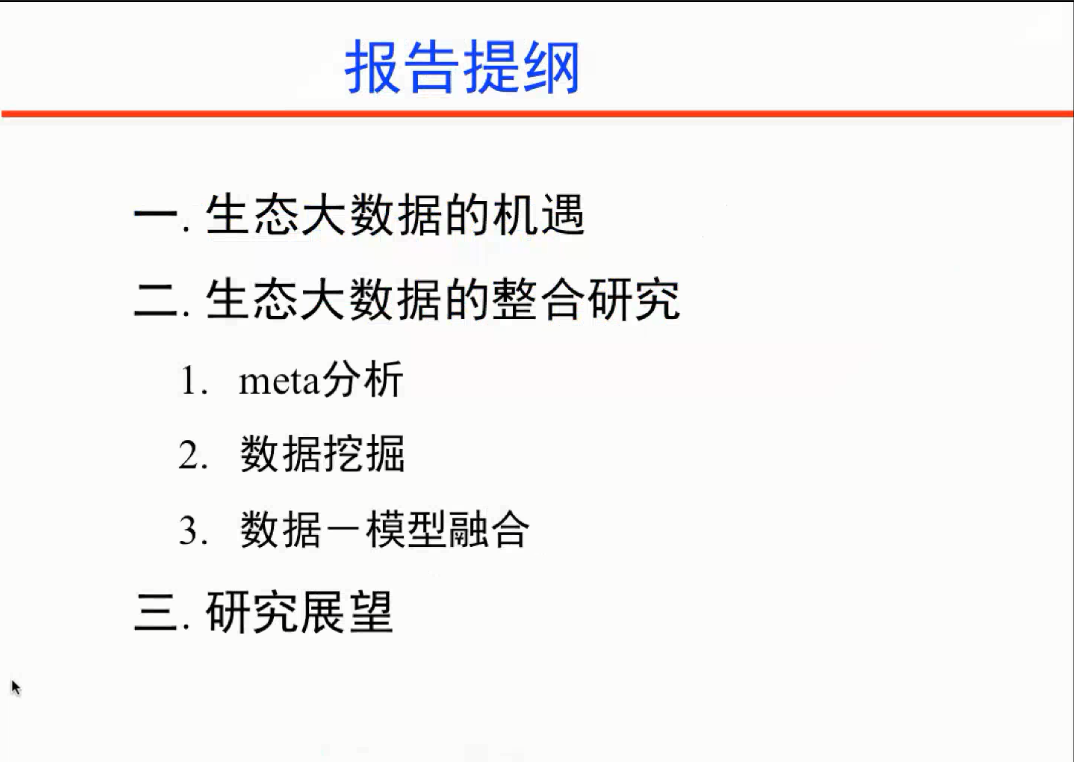 报告提纲
一. 生态大数据的机遇
二. 生态大数据的整合研究
1. meta分析
2. 数据挖掘
3. 数据－模型融合
三. 研究展望